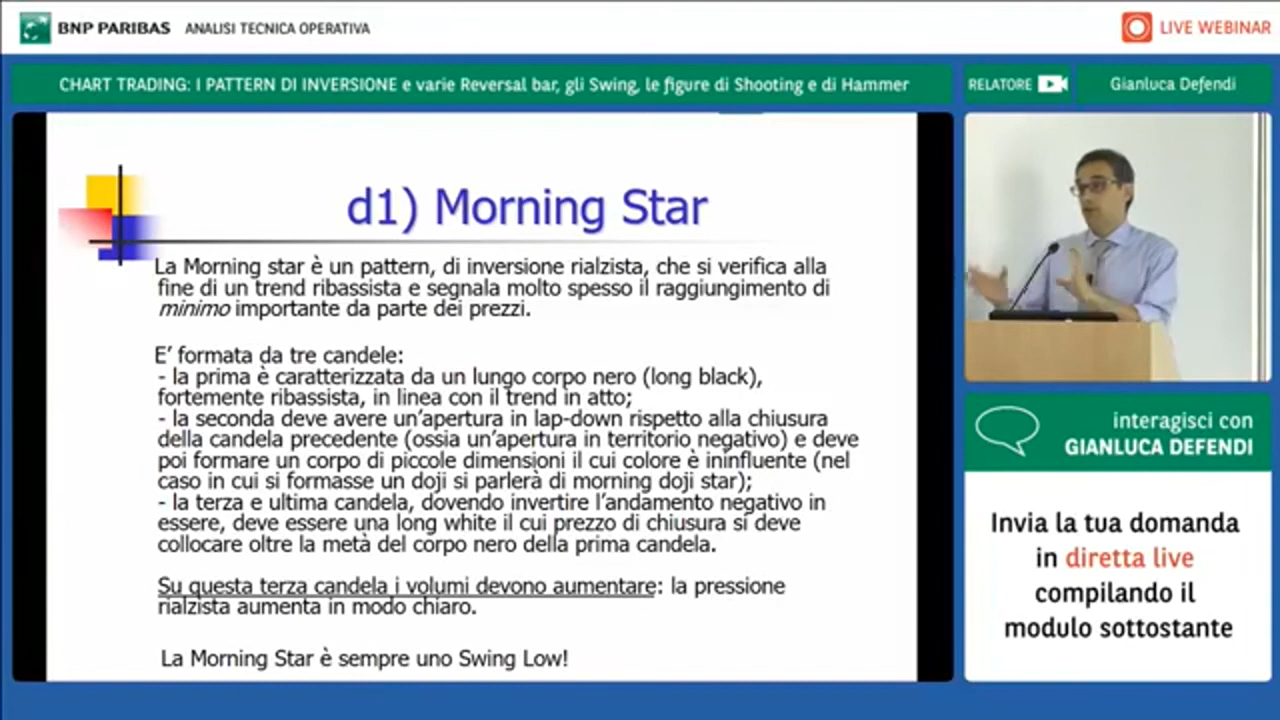 BNP PARIBAS ANALISI TECNICA OPERATIVA
LIVE WEBINAR
CHART TRADING: I PATTERN DI INVERSIONE e varie Reversal bar, gli Swing, le figure di Shooting e di Hammer
RELATORE
Gianluca Defendi
d1) Morning Star
La Morning star è un pattern, di inversione rialzista, che si verifica alla
fine di un trend ribassista e segnala molto spesso il raggiungimento di
minimo importante da parte dei prezzi.
E' formata da tre candele:
- la prima è caratterizzata da un lungo corpo nero (long black),
fortemente ribassista, in linea con il trend in atto;
- la seconda deve avere un'apertura in lap-down rispetto alla chiusura
della candela precedente (ossia un'apertura in territorio negativo) e deve
poi formare un corpo di piccole dimensioni il cui colore è ininfluente (nel
caso in cui si formasse un doji si parlerà di morning doji star);
- la terza e ultima candela, dovendo invertire l'andamento negativo in
essere, deve essere una long white il cui prezzo di chiusura si deve
collocare oltre la metà del corpo nero della prima candela.
Su questa terza candela i volumi devono aumentare: la pressione
rialzista aumenta in modo chiaro.
La Morning Star è sempre uno Swing Low!
interagisci con
GIANLUCA DEFENDI
Invia la tua domanda
in diretta live
compilando il
modulo sottostante